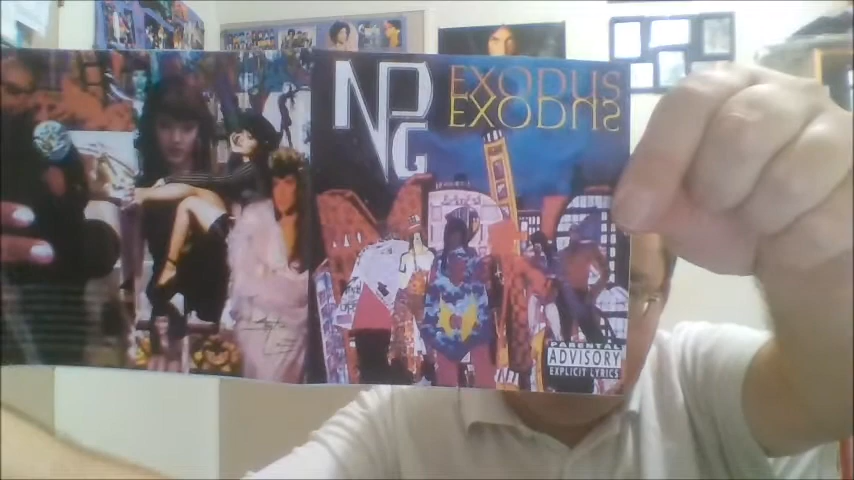 NPG
EXODUS
EXODUS
PARENTAL
ADVISORY
EXPLICIT LYRICS